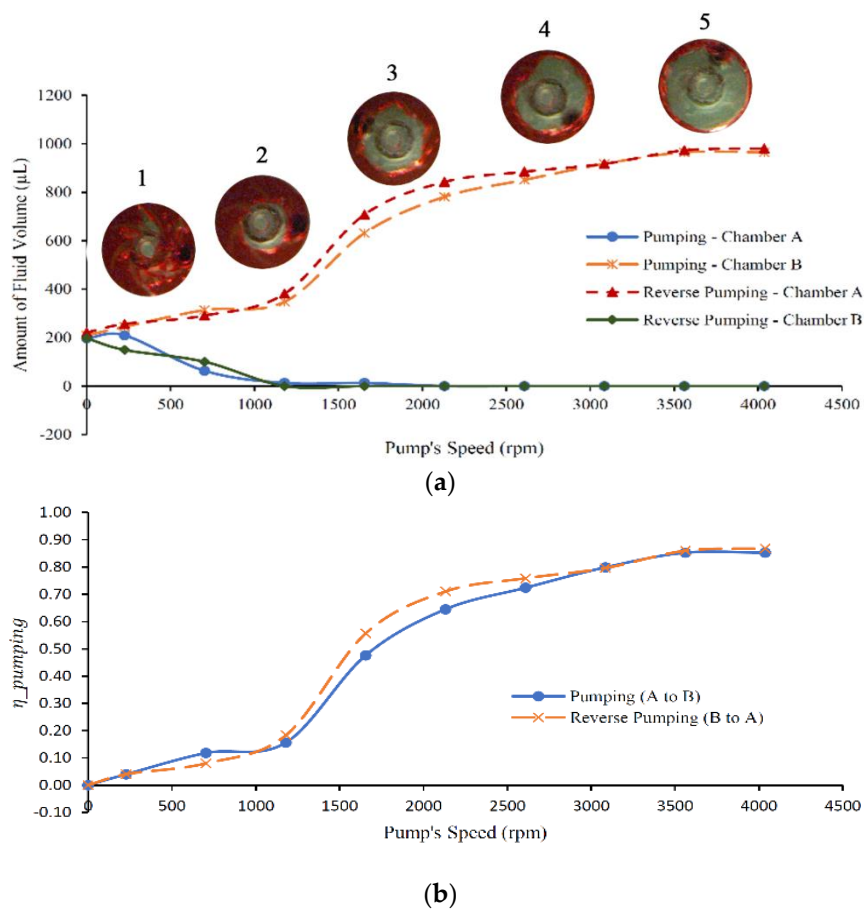 1 2 3 4 5
1200
1000
800
600
400
200
0
-200
Amount of Fluid Volume (µL)
Pumping - Chamber A
Pumping - Chamber B
Reverse Pumping - Chamber A
Reverse Pumping - Chamber B
0 500 1000 1500 2000 2500 3000 3500 4000 4500
Pump's Speed (rpm)
(a)
1.00
0.90
0.80
0.70
0.60
0.50
0.40
0.30
0.20
0.10
0.00
-0.10
η_pumping
Pumping (A to B)
Reverse Pumping (B to A)
0 500 1000 1500 2000 2500 3000 3500 4000 4500
Pump's Speed (rpm)
(b)